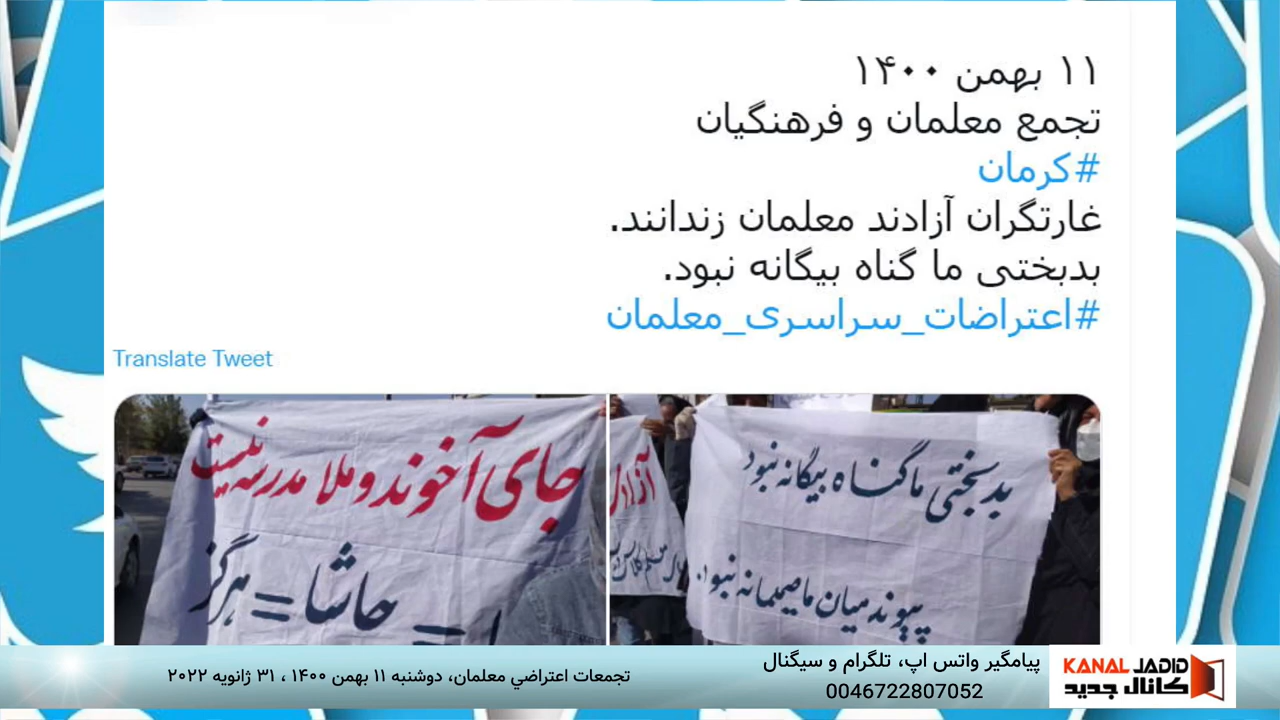 ۱۱ بهمن ۱۴۰۰
تجمع معلمان و فرهنگیان
#کرمان
غارتگران آزادند معلمان زندانند.
بدبختی ما گناه بیگانه نبود.
#اعتراضات_سراسری_معلمان
Translate Tweet
جای آخوند و ملا مدرسه نیست
حاشا = هرگز =
بدبختی ما گناه بیگانه نبود
پیوند میان ما صمیمانه نبود.
پیامگیر واتس اپ، تلگرام و سیگنال
0046722807052
تجمعات اعتراضي معلمان، دوشنبه ۱۱ بهمن ۱۴۰۰ ، ۳۱ ژانویه ۲۰۲۲
KANAL JADID
کانال جدید